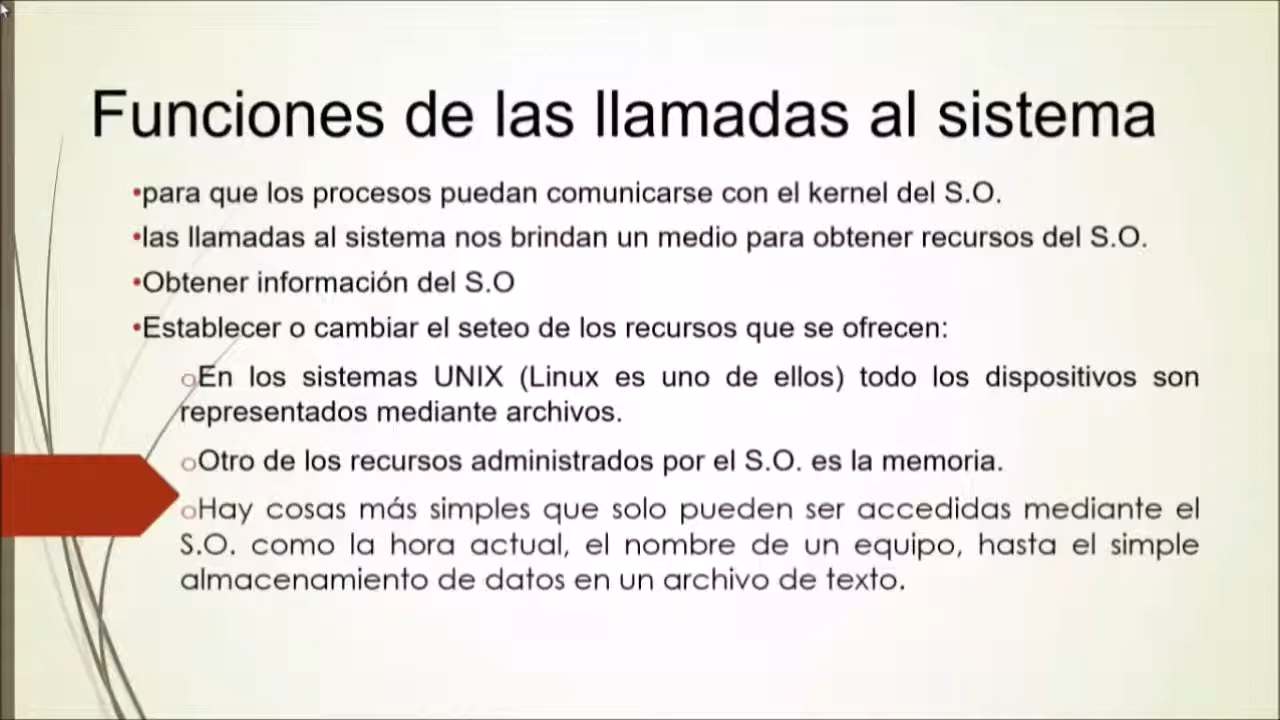 Funciones de las llamadas al sistema
•para que los procesos puedan comunicarse con el kernel del S.O.
•las llamadas al sistema nos brindan un medio para obtener recursos del S.O.
•Obtener información del S.O
•Establecer o cambiar el seteo de los recursos que se ofrecen:
oEn los sistemas UNIX (Linux es uno de ellos) todo los dispositivos son
representados mediante archivos.
oOtro de los recursos administrados por el S.O. es la memoria.
oHay cosas más simples que solo pueden ser accedidas mediante el
S.O. como la hora actual, el nombre de un equipo, hasta el simple
almacenamiento de datos en un archivo de texto.